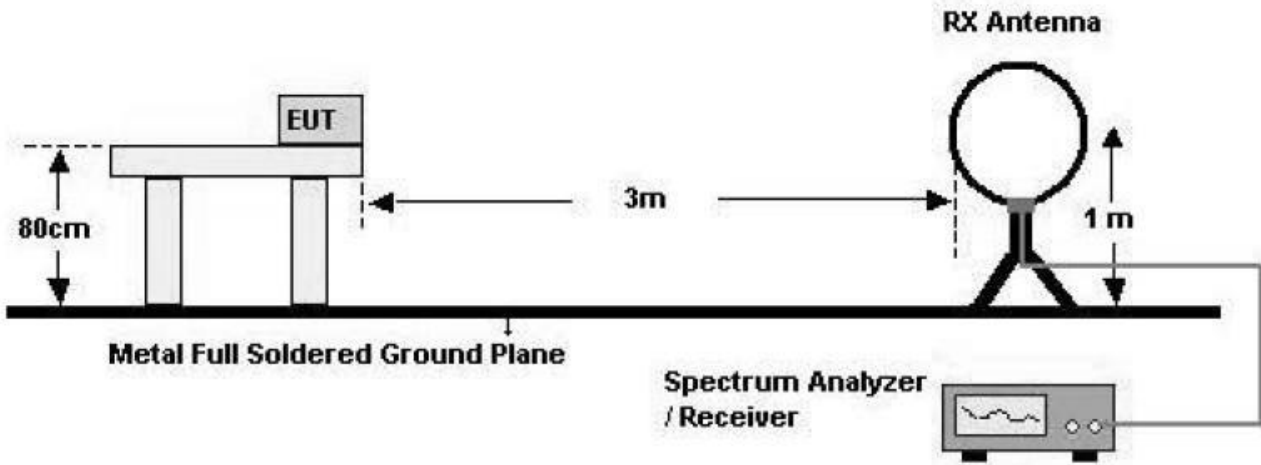 RX Antenna
EUT
3m
80cm
1 m
Metal Full Soldered Ground Plane
Spectrum Analyzer
/ Receiver